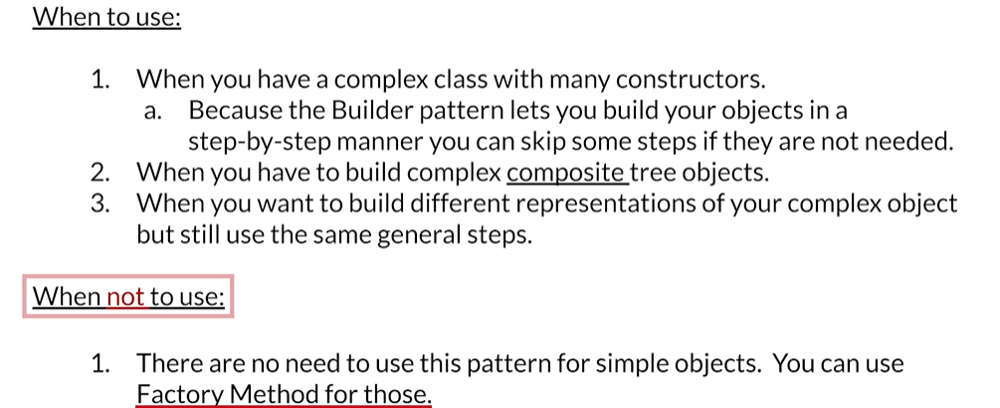 When to use:
1. When you have a complex class with many constructors.
a. Because the Builder pattern lets you build your objects in a
step-by-step manner you can skip some steps if they are not needed.
2. When you have to build complex composite tree objects.
3. When you want to build different representations of your complex object
but still use the same general steps.
When not to use:
1. There are no need to use this pattern for simple objects. You can use
Factory Method for those.